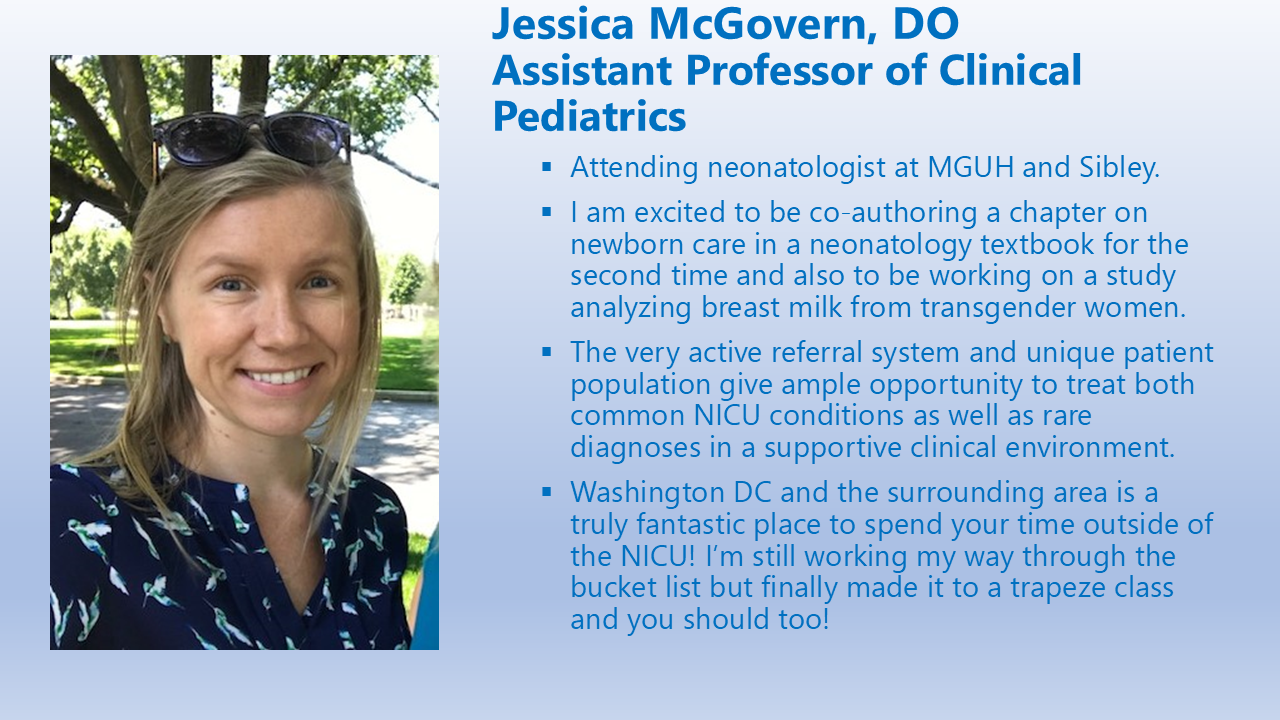 Jessica McGovern, DO
Assistant Professor of Clinical
Pediatrics
▪ Attending neonatologist at MGUH and Sibley.
▪ I am excited to be co-authoring a chapter on
newborn care in a neonatology textbook for the
second time and also to be working on a study
analyzing breast milk from transgender women.
▪ The very active referral system and unique patient
population give ample opportunity to treat both
common NICU conditions as well as rare
diagnoses in a supportive clinical environment.
▪ Washington DC and the surrounding area is a
truly fantastic place to spend your time outside of
the NICU! I'm still working my way through the
bucket list but finally made it to a trapeze class
and you should too!